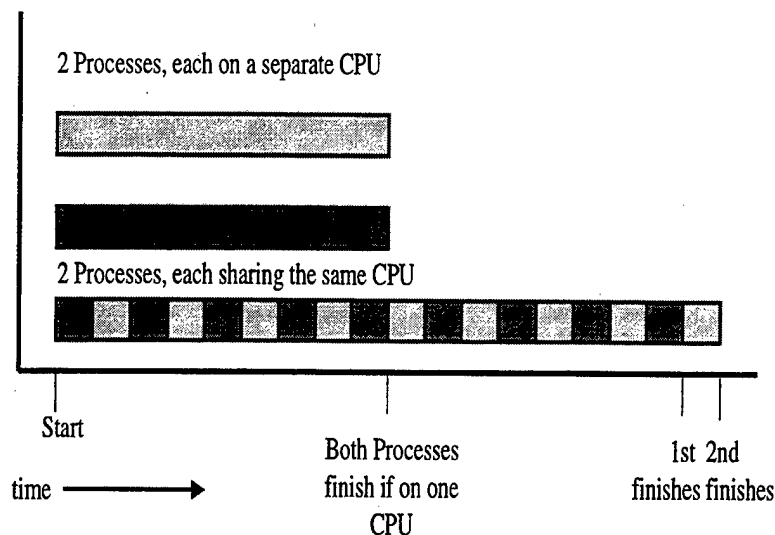 2 Processes, each on a separate CPU
2 Processes, each sharing the same CPU
Start
Both Processes
finish if on one
CPU
1st 2nd
finishes finishes
time